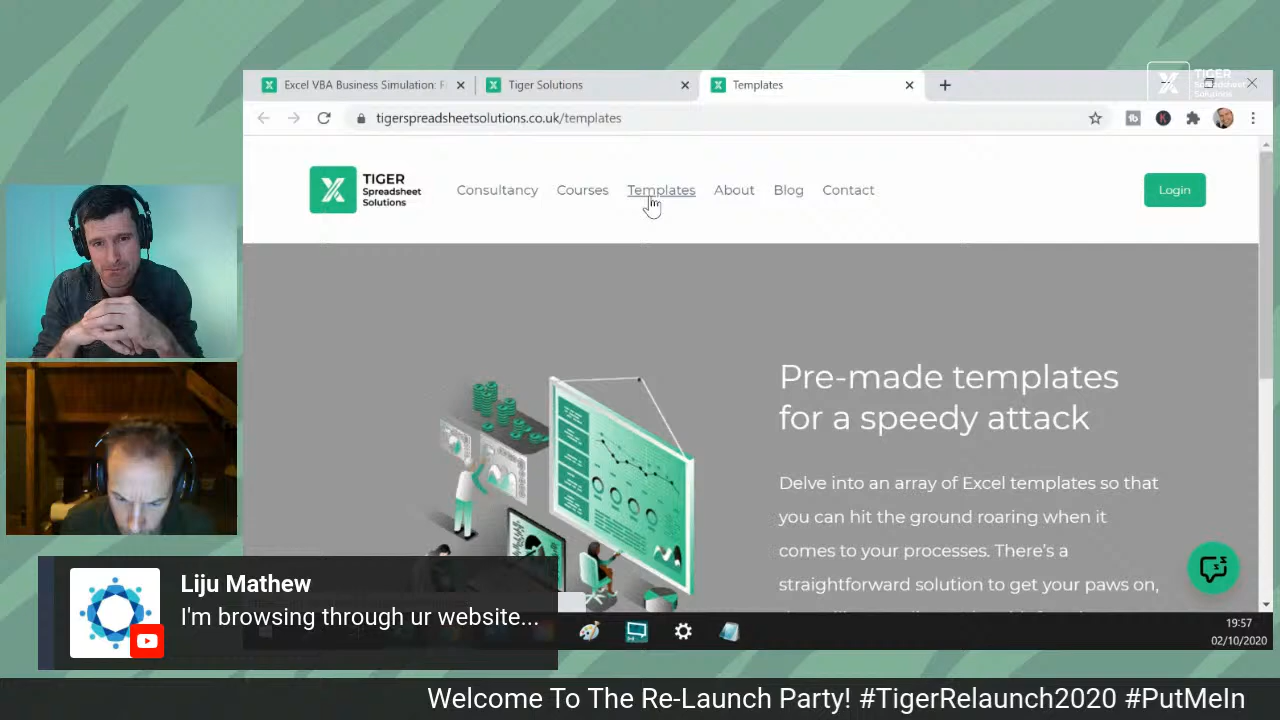 Excel VBA Business Simulation: F
Tiger Solutions
Templates
TIGER
Spreadsheet
Solutions
tigerspreadsheetsolutions.co.uk/templates
TIGER
Spreadsheet
Solutions
Consultancy
Courses
Templates
About
Blog
Contact
Login
Pre-made templates
for a speedy attack
Delve into an array of Excel templates so that
you can hit the ground roaring when it
comes to your processes. There's a
straightforward solution to get your paws on,
Liju Mathew
I'm browsing through ur website...
19:57
02/10/2020
Welcome To The Re-Launch Party! #TigerRelaunch2020 #PutMeIn